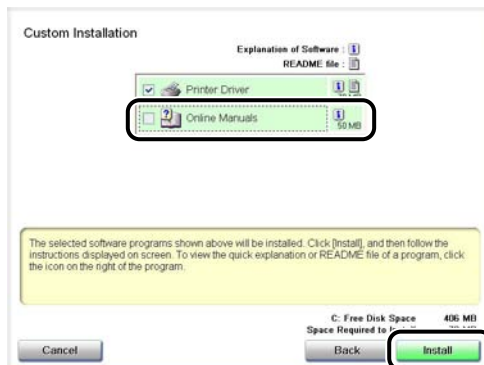 Custom Installation
Explanation of Software :
README file :
Printer Driver
Online Manuals
50 MB
The selected software programs shown above will be installed. Click [Install], and then follow the
instructions displayed on screen. To view the quick explanation or README file of a program, click
the icon on the right of the program.
C: Free Disk Space 406 MB
Space Required to
Cancel
Back
Install